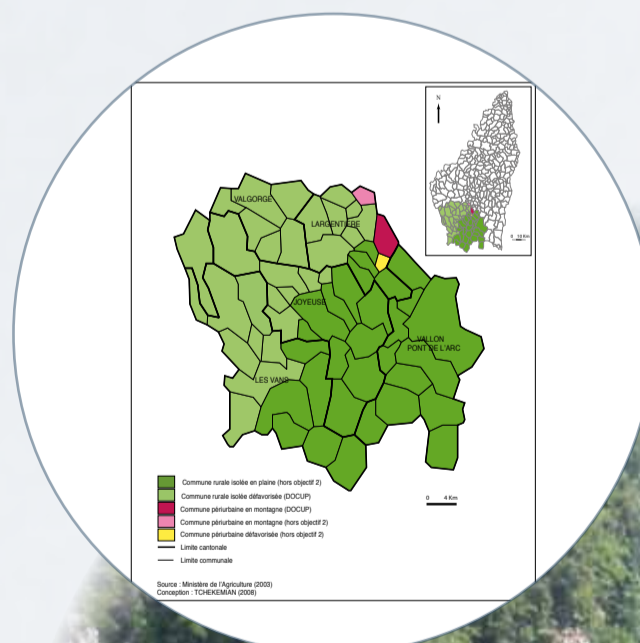 N
0 10 Km
VALGORGE
LARGENTIERE
JOYEUSE
VALLON
PONT DE L'ARC
LES VANS
Commune rurale isolée en plaine (hors objectif 2)
Commune rurale isolée défavorisée (DOCUP)
Commune périurbaine en montagne (DOCUP)
Commune périurbaine en montagne (hors objectif 2)
Commune périurbaine défavorisée (hors objectif 2)
Limite cantonale
Limite communale
0 4 Km
Source : Ministère de l'Agriculture (2003)
Conception : TCHEKEMIAN (2008)